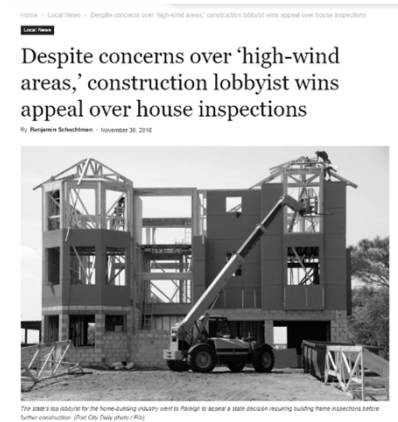 Home › Local News › Despite concerns over 'high-wind areas,' construction lobbyist wins appeal over house inspections
Local News
Despite concerns over ‘high-wind
areas,’ construction lobbyist wins
appeal over house inspections
By Benjamin Schachtman - November 30, 2018
The state's top lobbyist for the home-building industry went to Raleigh to appeal a state decision requiring building frame inspections before
further construction. (Port City Daily photo / File)